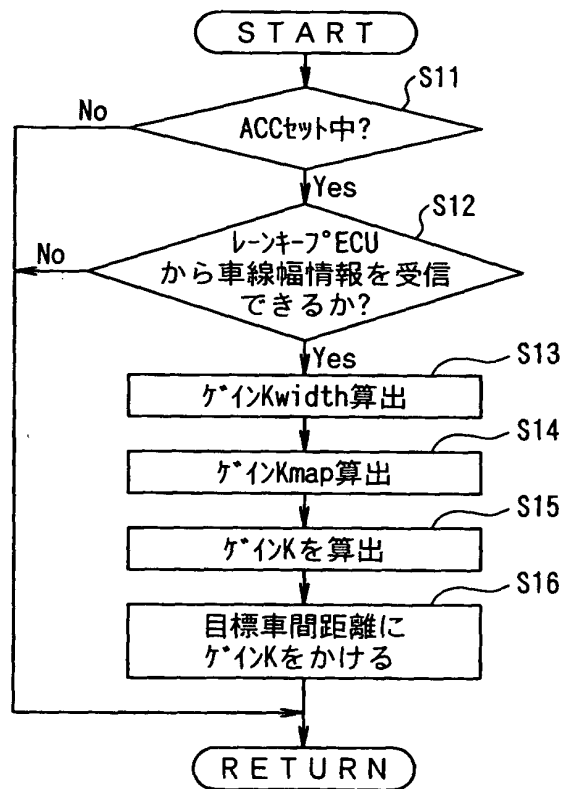 START
S11
No
ACCｾｯﾄ中?
Yes
S12
No
ﾚｰﾝｷｰﾌﾟECU
から車線幅情報を受信
できるか?
Yes
S13
ｹﾞｲﾝKwidth算出
S14
ｹﾞｲﾝKmap算出
S15
ｹﾞｲﾝKを算出
S16
目標車間距離に
ｹﾞｲﾝKをかける
RETURN